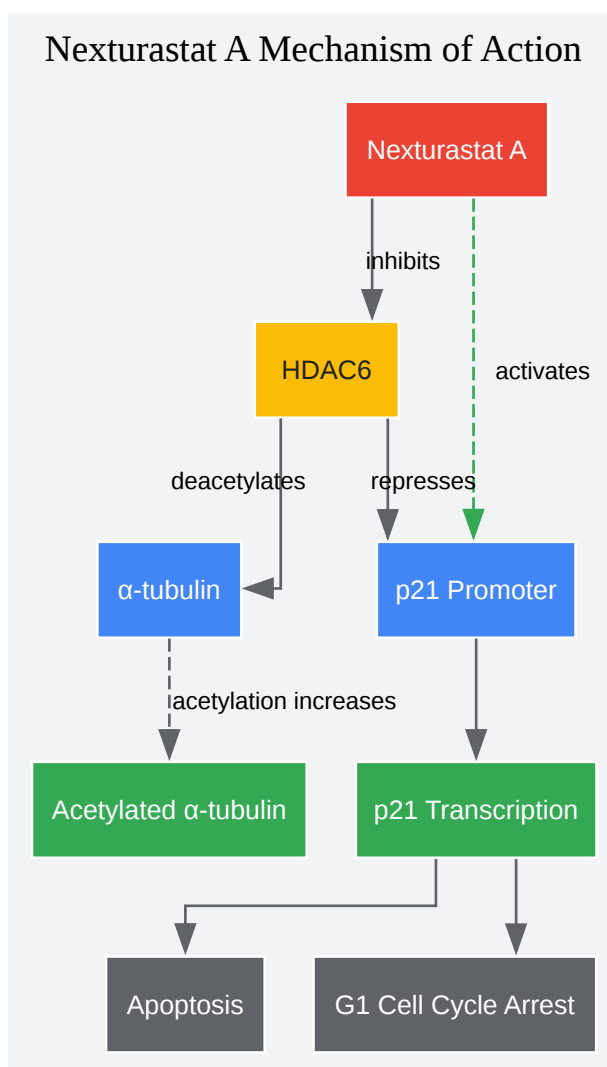 Nexturastat A Mechanism of Action
Nexturastat A
inhibits
HDAC6
activates
deacetylates
represses
α-tubulin
p21 Promoter
acetylation increases
Acetylated α-tubulin
p21 Transcription
Apoptosis
G1 Cell Cycle Arrest